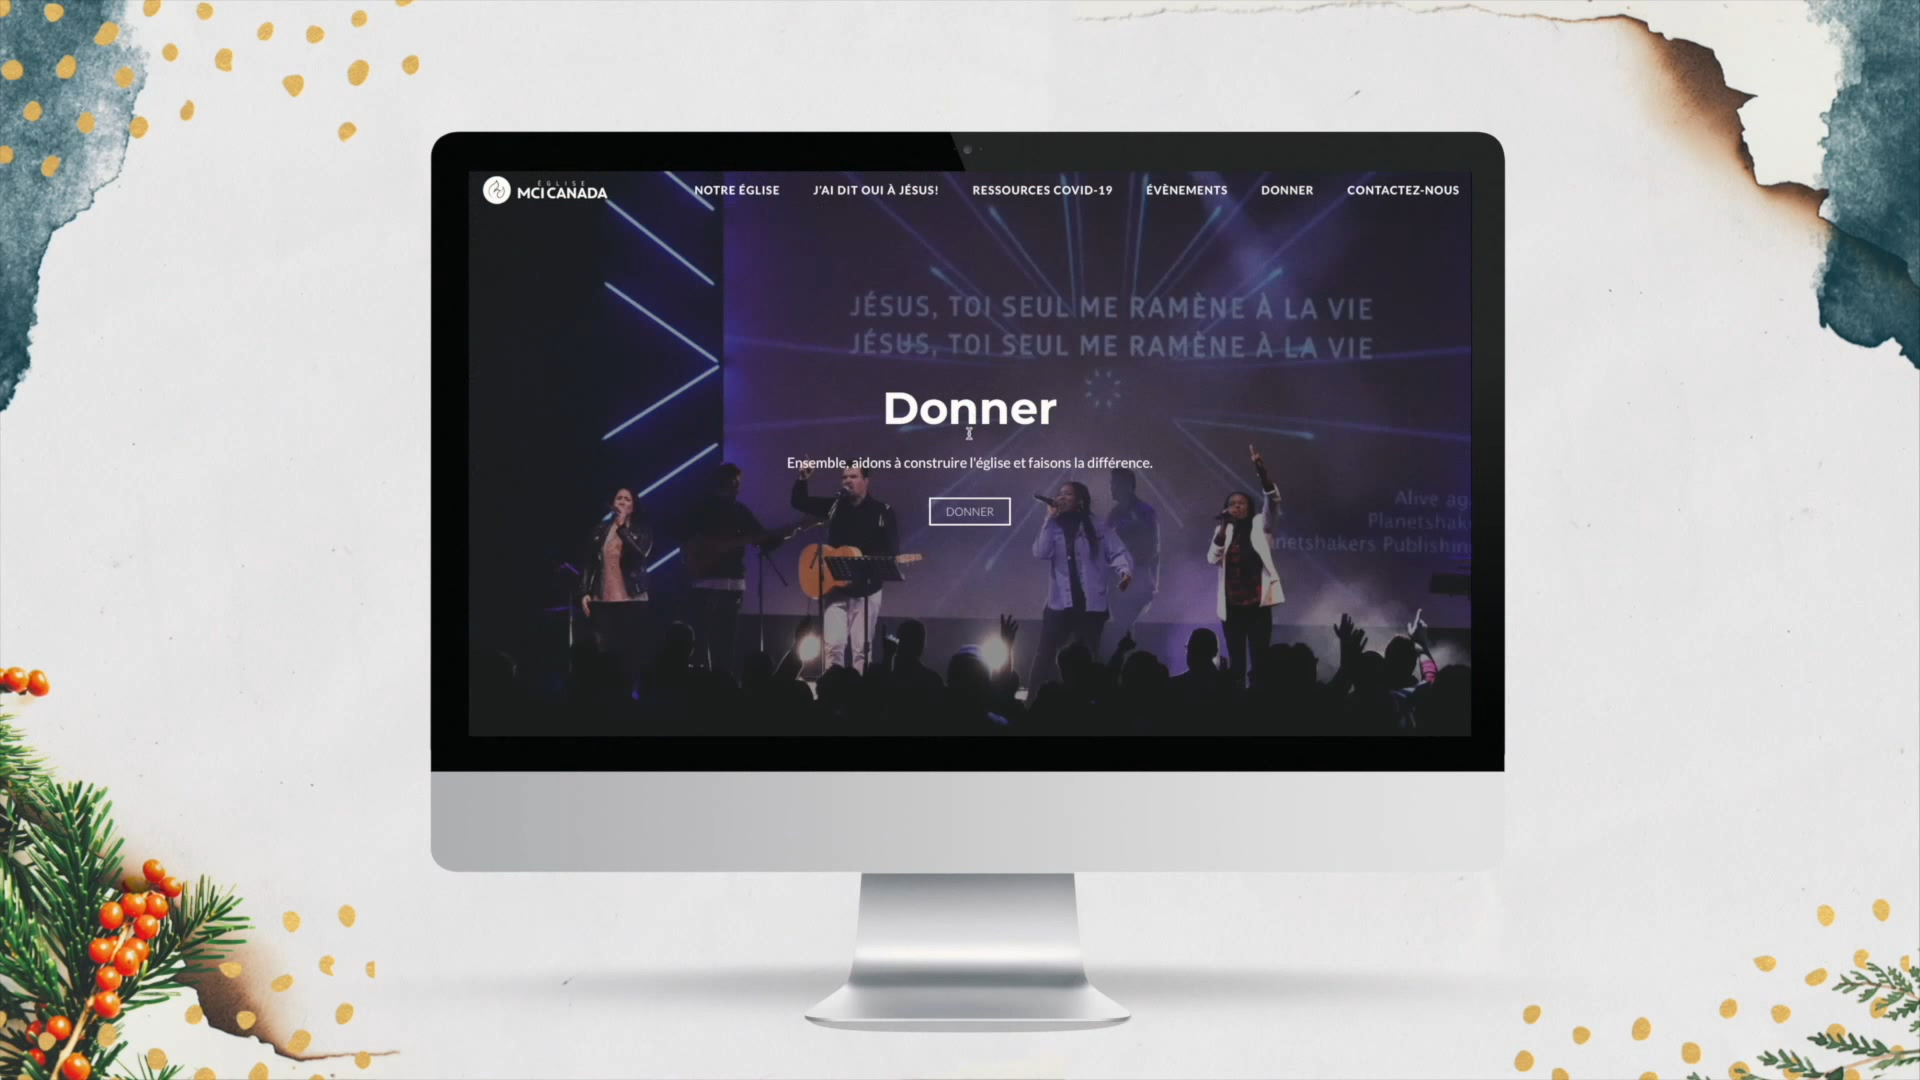 ÉGLISE
MCI CANADA
NOTRE ÉGLISE
J'AI DIT OUI À JÉSUS!
RESSOURCES COVID-19
ÉVÈNEMENTS
DONNER
CONTACTEZ-NOUS
JÉSUS, TOI SEUL ME RAMÈNE À LA VIE
JÉSUS, TOI SEUL ME RAMÈNE À LA VIE
Donner
Ensemble, aidons à construire l'église et faisons la différence.
DONNER
Alive